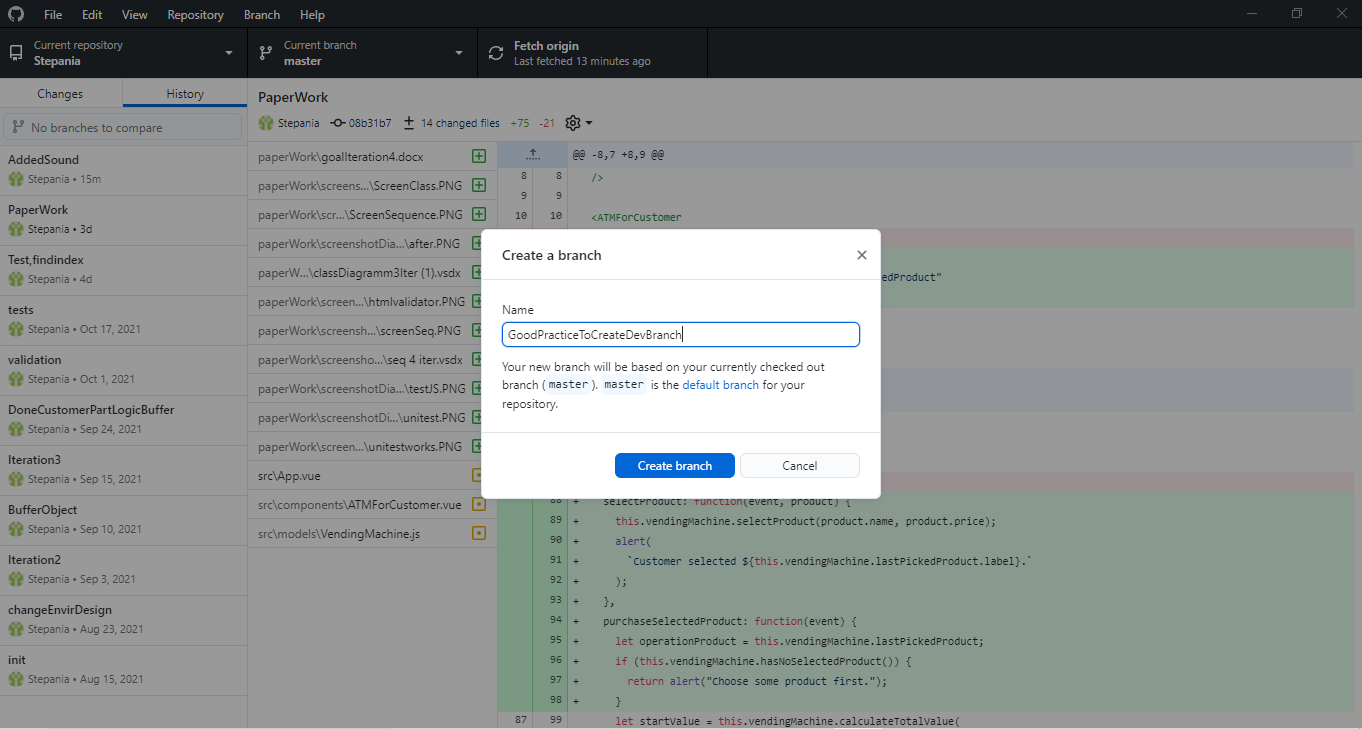 File Edit View Repository Branch Help
Current repository
Stepania
Current branch
master
Fetch origin
Last fetched 13 minutes ago
Changes History
No branches to compare
AddedSound
Stepania • 15m
PaperWork
Stepania • 3d
Test,findindex
Stepania • 4d
tests
Stepania • Oct 17, 2021
validation
Stepania • Oct 1, 2021
DoneCustomerPartLogicBuffer
Stepania • Sep 24, 2021
Iteration3
Stepania • Sep 15, 2021
BufferObject
Stepania • Sep 10, 2021
Iteration2
Stepania • Sep 3, 2021
changeEnvirDesign
Stepania • Aug 23, 2021
init
Stepania • Aug 15, 2021
PaperWork
Stepania 08b31b7 14 changed files +75 -21
paperWork\goalIteration4.docx
paperWork\screens...\ScreenClass.PNG
paperWork\scr...\ScreenSequence.PNG
paperWork\screenshotDia...\after.PNG
paperW...\classDiagramm3Iter (1).vsdx
paperWork\screen...\htmlvalidator.PNG
paperWork\screensh...\screenSeq.PNG
paperWork\screensho...\seq 4 iter.vsdx
paperWork\screenshotDia...\testJS.PNG
paperWork\screenshotDi...\unitest.PNG
paperWork\screen...\unitestworks.PNG
src\App.vue
src\components\ATMForCustomer.vue
src\models\VendingMachine.js
@@ -8,7 +8,9 @@
8 8 />
9 9
10 10 <ATMForCustomer
edProduct"
Create a branch
Name
GoodPracticeToCreateDevBranch
Your new branch will be based on your currently checked out
branch (master). master is the default branch for your
repository.
Create branch Cancel
88 + selectProduct: function(event, product) {
89 + this.vendingMachine.selectProduct(product.name, product.price);
90 + alert(
91 + `Customer selected ${this.vendingMachine.lastPickedProduct.label}.`
92 + );
93 + },
94 + purchaseSelectedProduct: function(event) {
95 + let operationProduct = this.vendingMachine.lastPickedProduct;
96 + if (this.vendingMachine.hasNoSelectedProduct()) {
97 + return alert("Choose some product first.");
98 + }
87 99 let startValue = this.vendingMachine.calculateTotalValue(